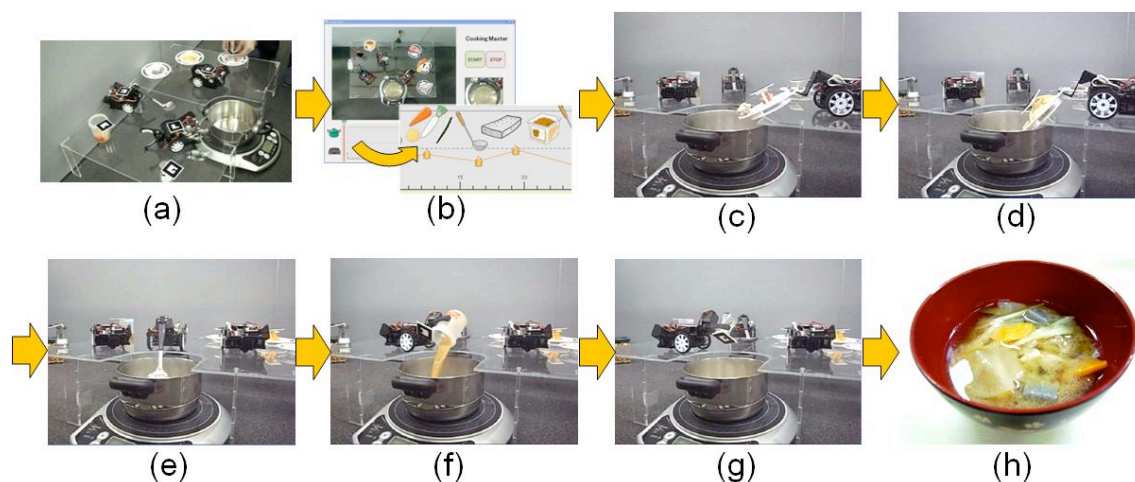 Cooking Master
START STOP
15 20
(a) (b) (c) (d)
(e) (f) (g) (h)